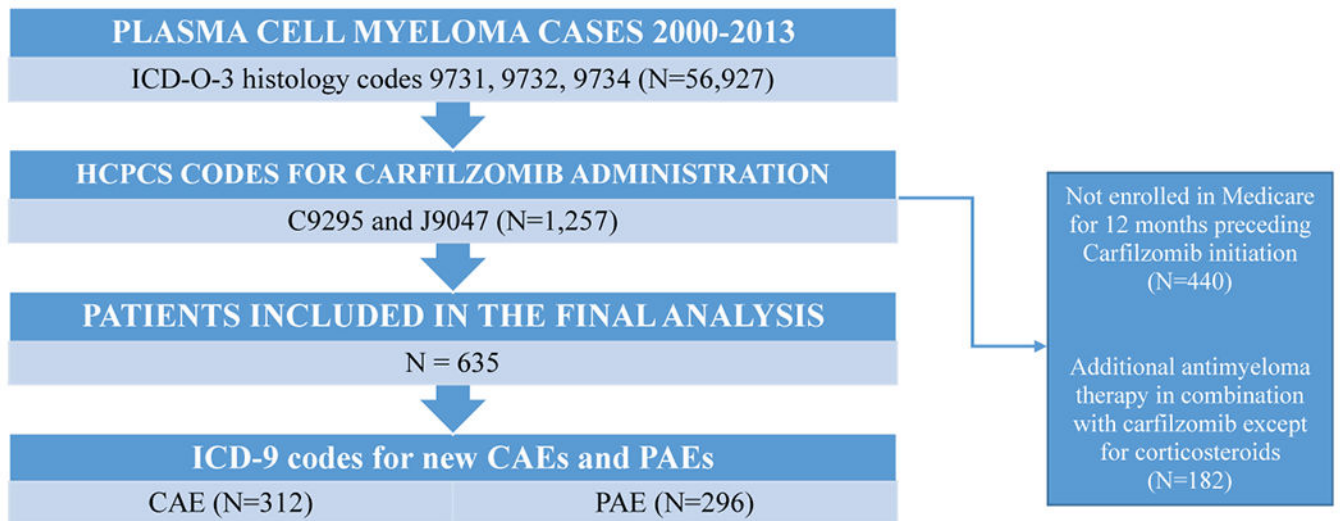 PLASMA CELL MYELOMA CASES 2000-2013
ICD-O-3 histology codes 9731, 9732, 9734 (N=56,927)
HCPCS CODES FOR CARFILZOMIB ADMINISTRATION
C9295 and J9047 (N=1,257)
PATIENTS INCLUDED IN THE FINAL ANALYSIS
N = 635
ICD-9 codes for new CAEs and PAEs
CAE (N=312)
PAE (N=296)
Not enrolled in Medicare
for 12 months preceding
Carfilzomib initiation
(N=440)
Additional antimyeloma
therapy in combination
with carfilzomib except
for corticosteroids
(N=182)